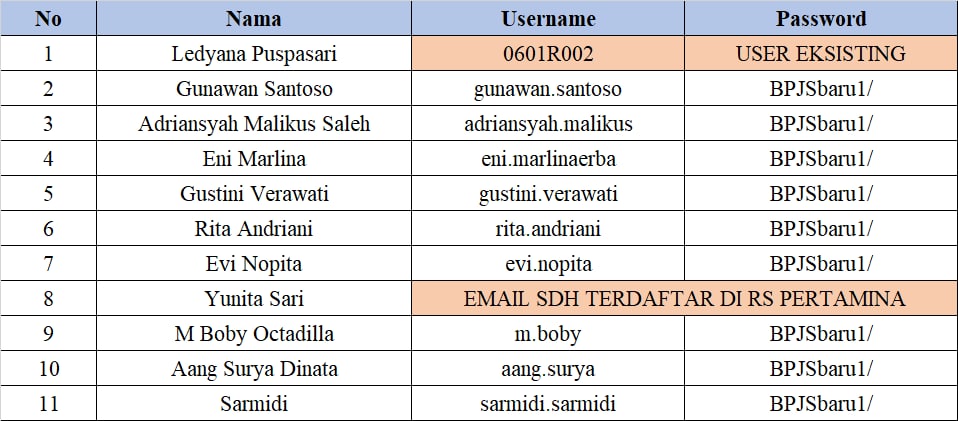 No Nama Username Password
1 Ledyana Puspasari 0601R002 USER EKSISTING
2 Gunawan Santoso gunawan.santoso BPJSbaru1/
3 Adriansyah Malikus Saleh adriansyah.malikus BPJSbaru1/
4 Eni Marlina eni.marlinaerba BPJSbaru1/
5 Gustini Verawati gustini.verawati BPJSbaru1/
6 Rita Andriani rita.andriani BPJSbaru1/
7 Evi Nopita evi.nopita BPJSbaru1/
8 Yunita Sari EMAIL SDH TERDAFTAR DI RS PERTAMINA
9 M Boby Octadilla m.boby BPJSbaru1/
10 Aang Surya Dinata aang.surya BPJSbaru1/
11 Sarmidi sarmidi.sarmidi BPJSbaru1/